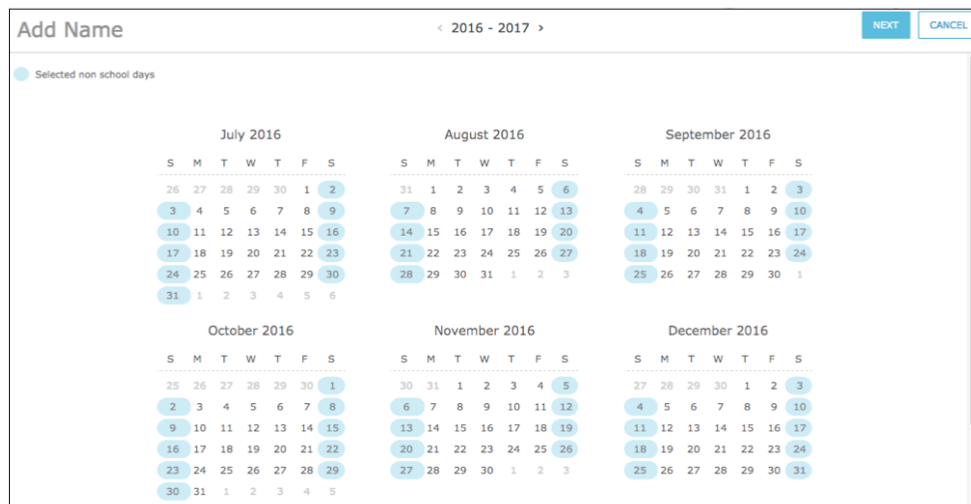 Add Name
‹ 2016 - 2017 ›
NEXT
CANCEL
Selected non school days
July 2016
S M T W T F S
26 27 28 29 30 1 2
3 4 5 6 7 8 9
10 11 12 13 14 15 16
17 18 19 20 21 22 23
24 25 26 27 28 29 30
31 1 2 3 4 5 6
August 2016
S M T W T F S
31 1 2 3 4 5 6
7 8 9 10 11 12 13
14 15 16 17 18 19 20
21 22 23 24 25 26 27
28 29 30 31 1 2 3
September 2016
S M T W T F S
28 29 30 31 1 2 3
4 5 6 7 8 9 10
11 12 13 14 15 16 17
18 19 20 21 22 23 24
25 26 27 28 29 30 1
October 2016
S M T W T F S
25 26 27 28 29 30 1
2 3 4 5 6 7 8
9 10 11 12 13 14 15
16 17 18 19 20 21 22
23 24 25 26 27 28 29
30 31 1 2 3 4 5
November 2016
S M T W T F S
30 31 1 2 3 4 5
6 7 8 9 10 11 12
13 14 15 16 17 18 19
20 21 22 23 24 25 26
27 28 29 30 1 2 3
December 2016
S M T W T F S
27 28 29 30 1 2 3
4 5 6 7 8 9 10
11 12 13 14 15 16 17
18 19 20 21 22 23 24
25 26 27 28 29 30 31